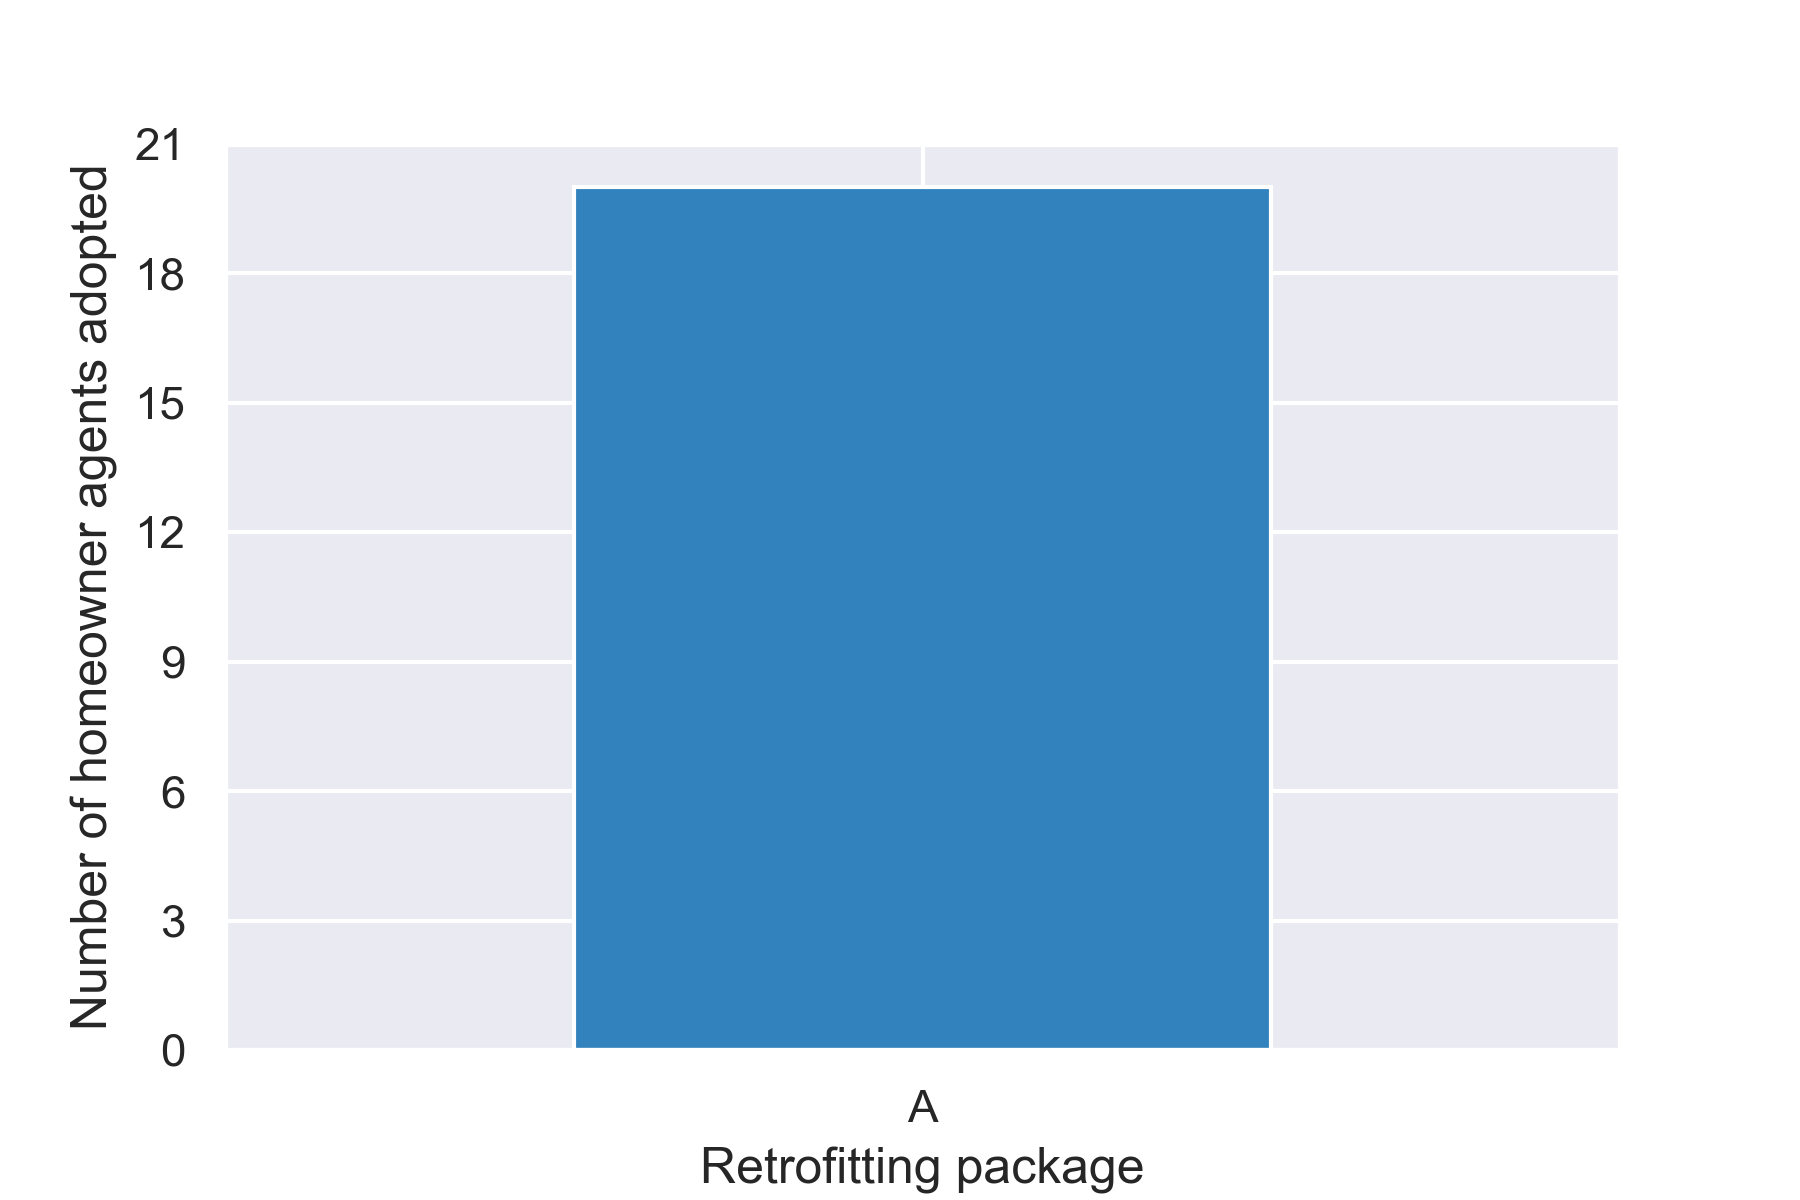 Number of homeowner agents adopted
21
18
15
12
9
6
3
0
A
Retrofitting package